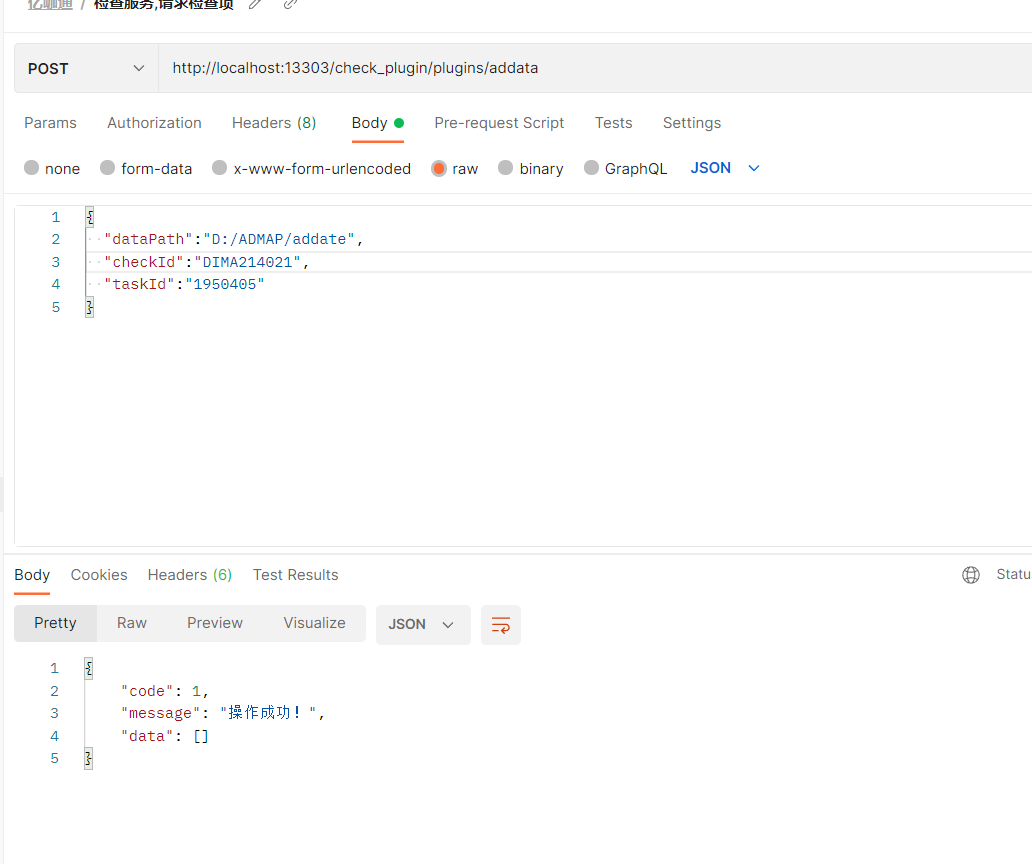 亿咖通 / 检查服务,请求检查项
POST http://localhost:13303/check_plugin/plugins/addata
Params Authorization Headers (8) Body Pre-request Script Tests Settings
none form-data x-www-form-urlencoded raw binary GraphQL JSON
1 {
2 "dataPath":"D:/ADMAP/addate",
3 "checkId":"DIMA214021",
4 "taskId":"1950405"
5 }
Body Cookies Headers (6) Test Results Statu
Pretty Raw Preview Visualize JSON
1 {
2 "code": 1,
3 "message": "操作成功！",
4 "data": []
5 }